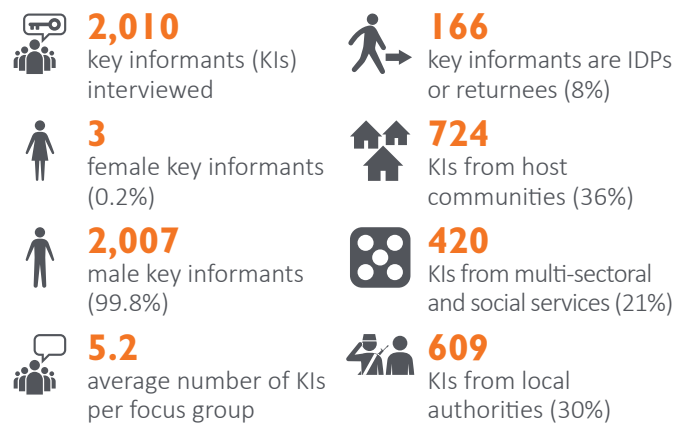 2,010
key informants (KIs)
interviewed
3
female key informants
(0.2%)
2,007
male key informants
(99.8%)
5.2
average number of KIs
per focus group
166
key informants are IDPs
or returnees (8%)
724
KIs from host
communities (36%)
420
KIs from multi-sectoral
and social services (21%)
609
KIs from local
authorities (30%)